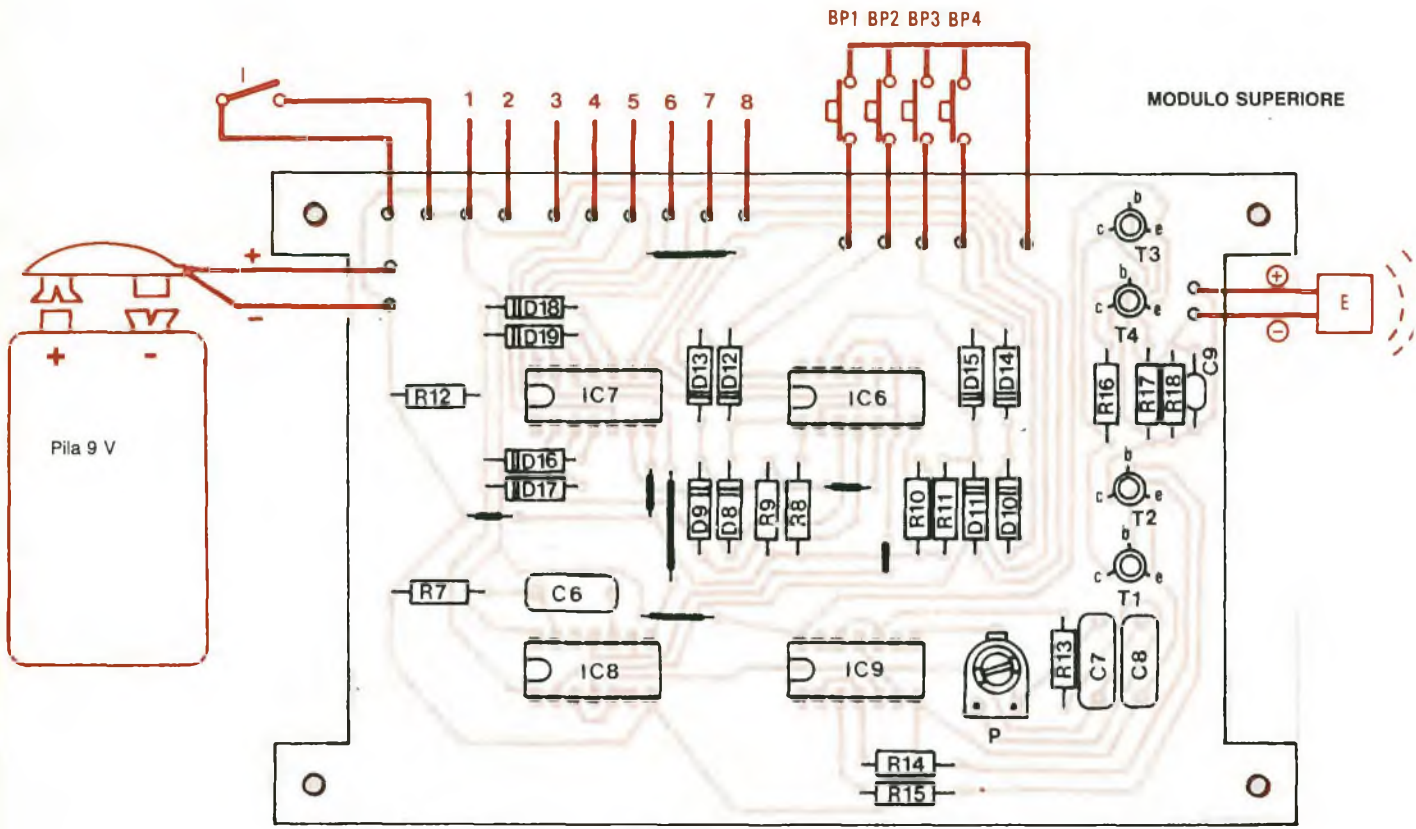 BP1 BP2 BP3 BP4
MODULO SUPERIORE
I
1 2 3 4 5 6 7 8
+
-
+ -
Pila 9 V
b
c e
T3
b
c e
T4
+
-
E
D18
D19
D13
D12
D15
D14
R12
IC7
IC6
R16
R17
R18
C9
D16
D17
D9
D8
R9
R8
R10
R11
D11
D10
b
c e
T2
b
c e
T1
R7
C6
IC8
IC9
P
R13
C7
C8
R14
R15